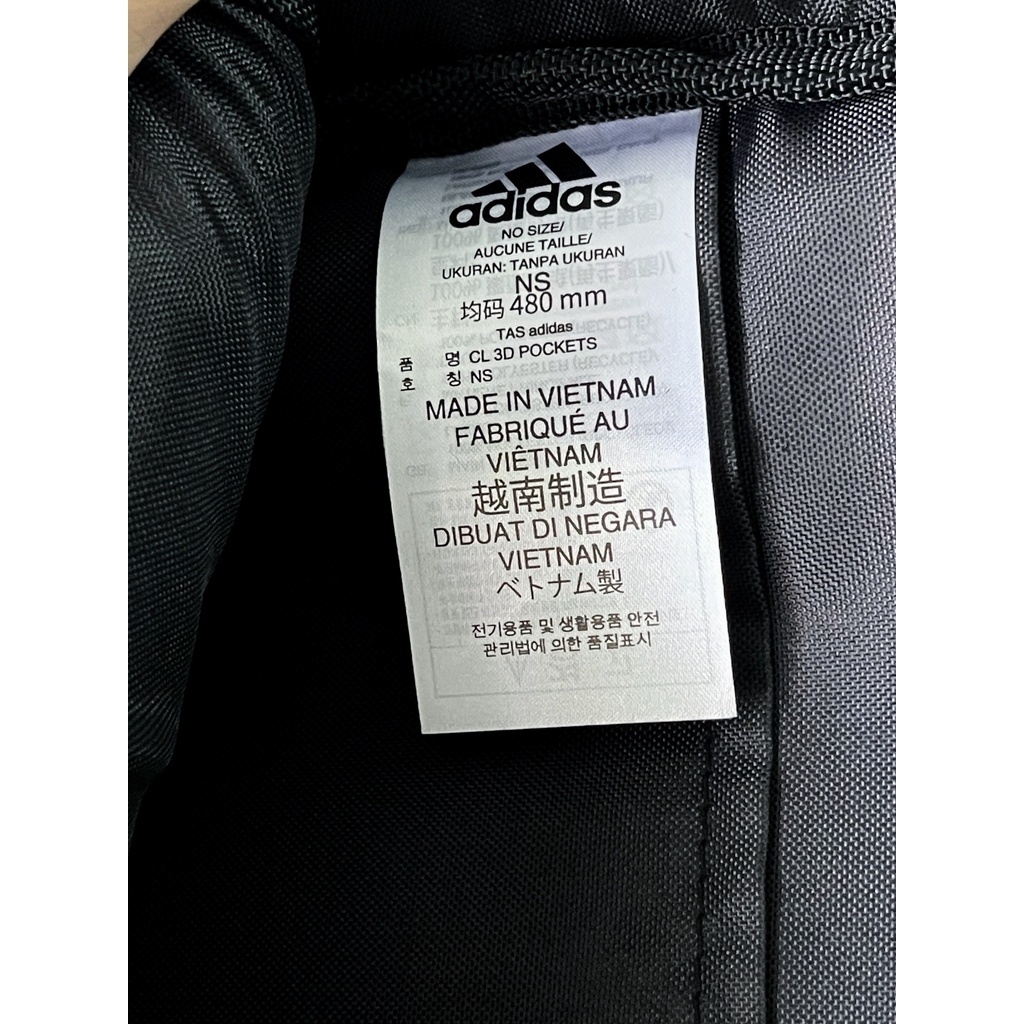 adidas
NO SIZE/
AUCUNE TAILLE/
UKURAN: TANPA UKURAN
NS
均码 480 mm
TAS adidas
품 명 CL 3D POCKETS
호 칭 NS
MADE IN VIETNAM
FABRIQUÉ AU
VIÊTNAM
越南制造
DIBUAT DI NEGARA
VIETNAM
ベトナム製
전기용품 및 생활용품 안전
관리법에 의한 품질표시